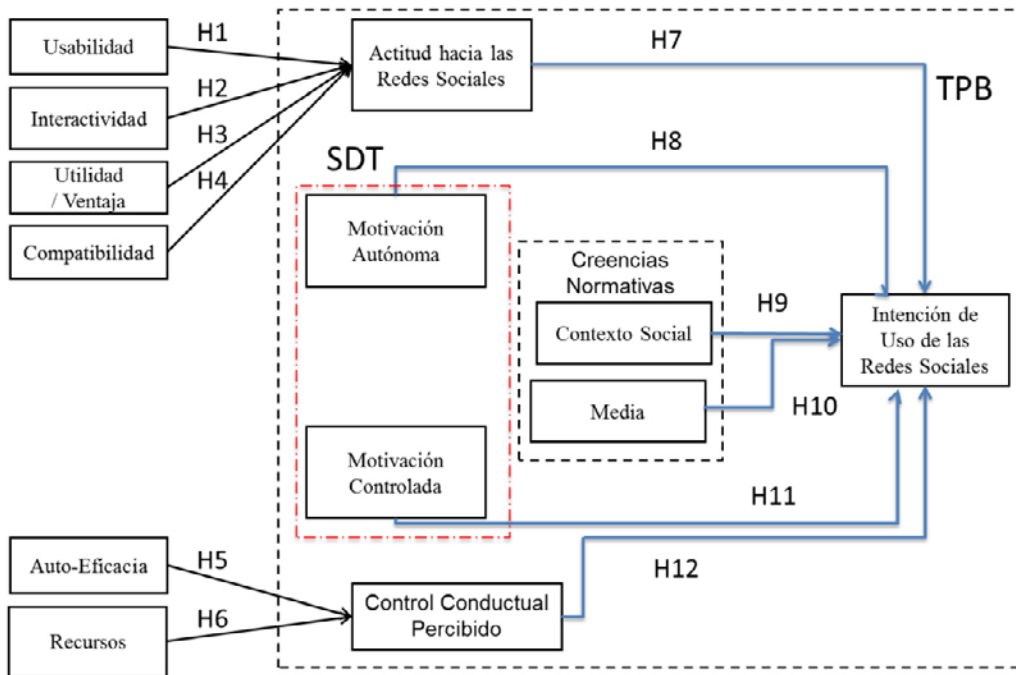 Usabilidad
H1
Actitud hacia las
Redes Sociales
H7
TPB
Interactividad
H2
H3
Utilidad
/ Ventaja
H4
Compatibilidad
SDT
H8
Motivación
Autónoma
Creencias
Normativas
Contexto Social
H9
Intención de
Uso de las
Redes Sociales
Media
H10
Motivación
Controlada
H11
Auto-Eficacia
H5
H12
Control Conductual
Percibido
H6
Recursos